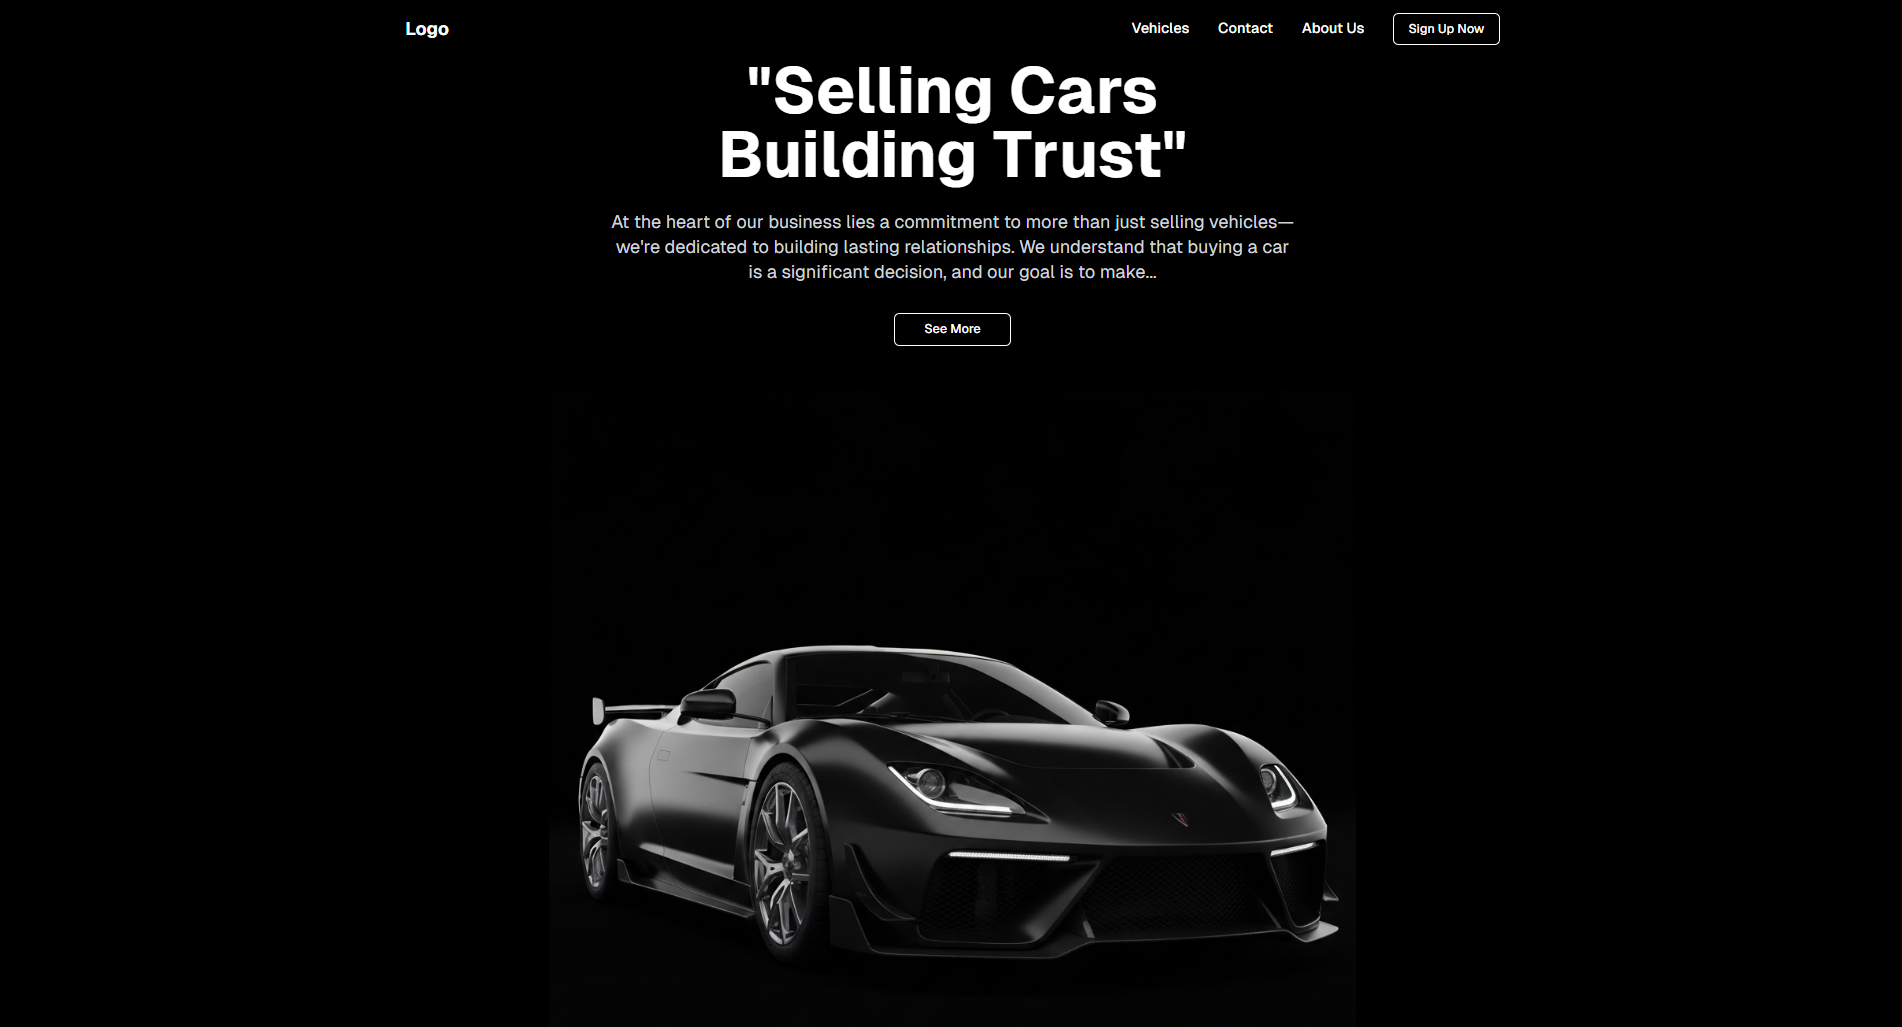 Logo
Vehicles
Contact
About Us
Sign Up Now
"Selling Cars
Building Trust"
At the heart of our business lies a commitment to more than just selling vehicles—
we're dedicated to building lasting relationships. We understand that buying a car
is a significant decision, and our goal is to make...
See More